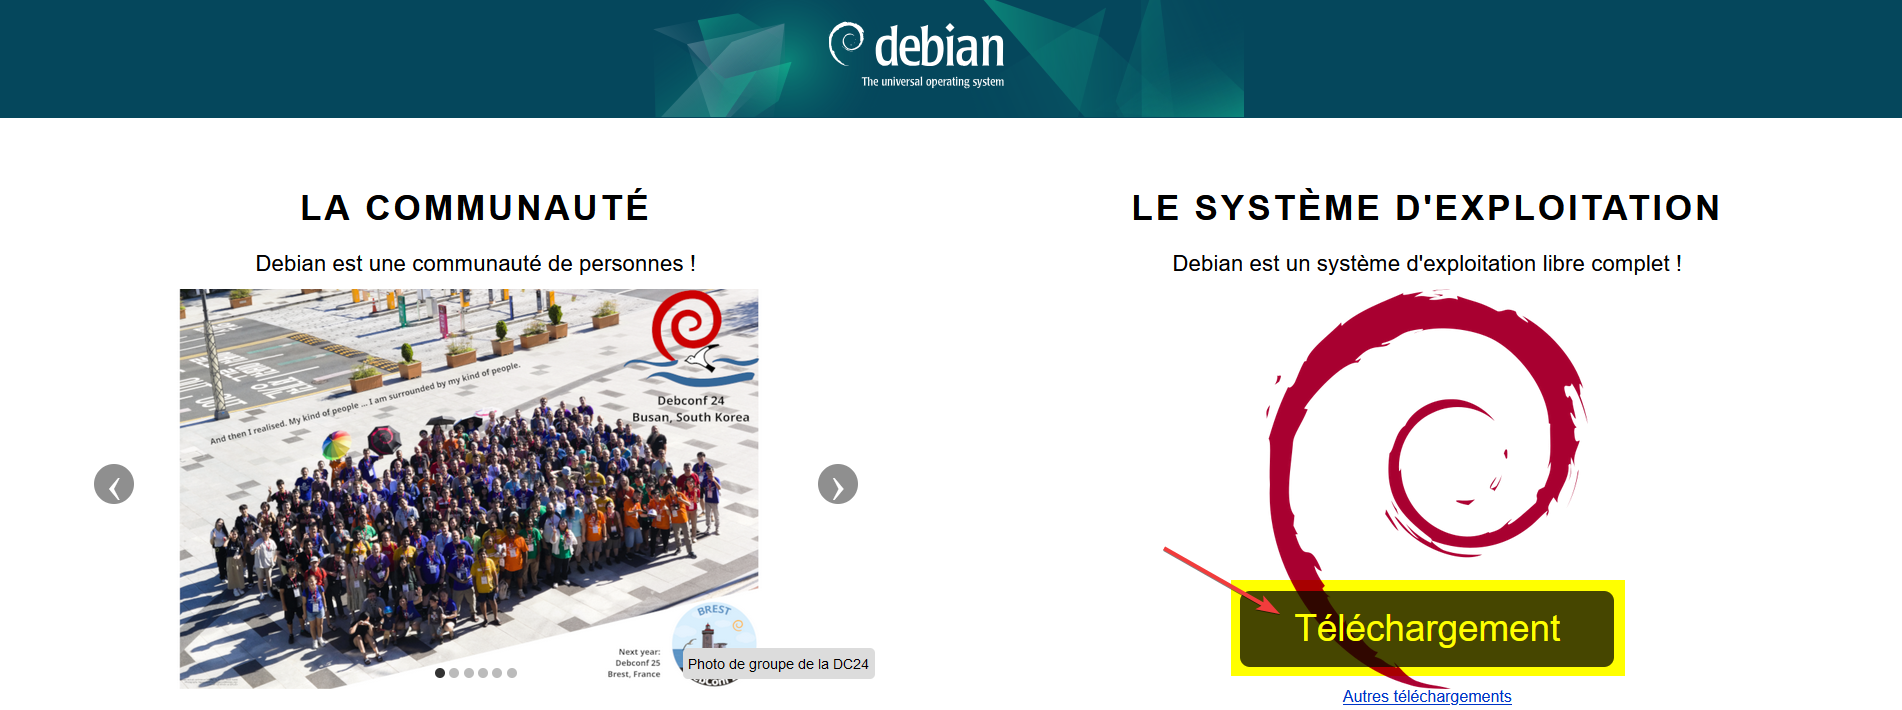 debian
The universal operating system
LA COMMUNAUTÉ
Debian est une communauté de personnes !
And then I realised. My kind of people ... I am surrounded by my kind of people.
Debconf 24
Busan, South Korea
BREST
Next year:
Debconf 25
Brest, France
Photo de groupe de la DC24
LE SYSTÈME D'EXPLOITATION
Debian est un système d'exploitation libre complet !
Téléchargement
Autres téléchargements